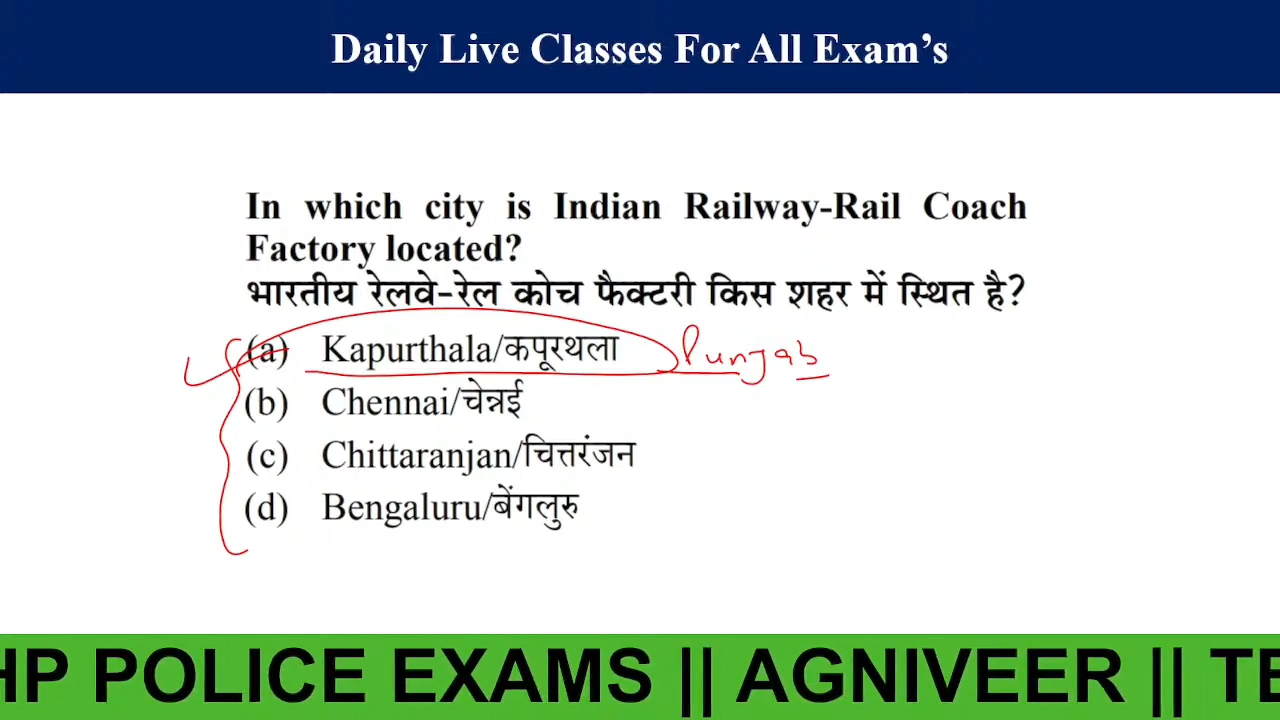 Daily Live Classes For All Exam's
In which city is Indian Railway-Rail Coach
Factory located?
भारतीय रेलवे-रेल कोच फैक्टरी किस शहर में स्थित है?
(a) Kapurthala/कपूरथला Punjab
(b) Chennai/चेन्नई
(c) Chittaranjan/चित्तरंजन
(d) Bengaluru/बेंगलुरु
HP POLICE EXAMS || AGNIVEER || TE